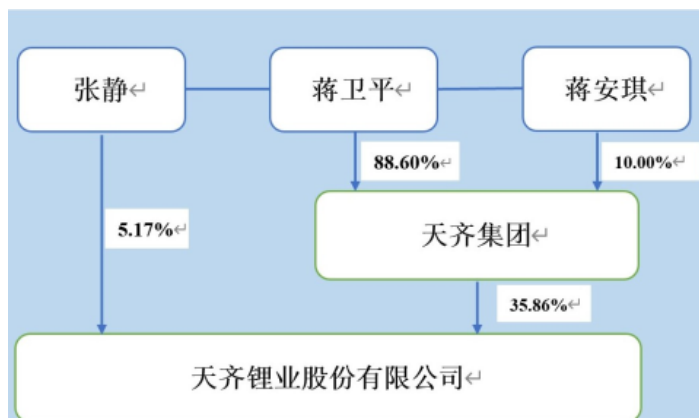 张静↵
蒋卫平↵
蒋安琪↵
88.60%↵
10.00%↵
5.17%↵
天齐集团↵
35.86%↵
天齐锂业股份有限公司↵